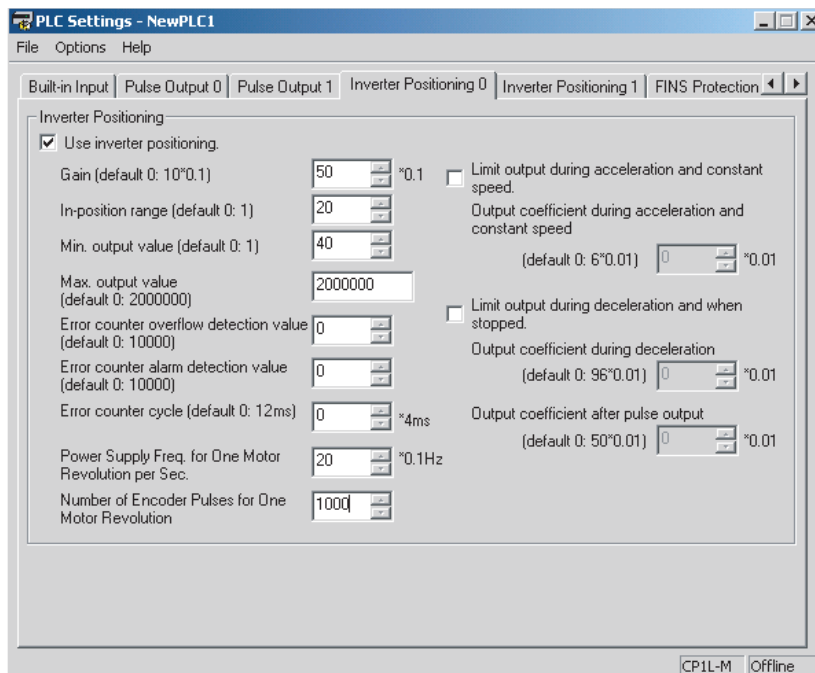 PLC Settings - NewPLC1
File Options Help
Built-in Input Pulse Output 0 Pulse Output 1 Inverter Positioning 0 Inverter Positioning 1 FINS Protection
Inverter Positioning
Use inverter positioning.
Gain (default 0: 10*0.1) 50 *0.1
In-position range (default 0: 1) 20
Min. output value (default 0: 1) 40
Max. output value
(default 0: 2000000) 2000000
Error counter overflow detection value
(default 0: 10000) 0
Error counter alarm detection value
(default 0: 10000) 0
Error counter cycle (default 0: 12ms) 0 *4ms
Power Supply Freq. for One Motor
Revolution per Sec. 20 *0.1Hz
Number of Encoder Pulses for One
Motor Revolution 1000
Limit output during acceleration and constant
speed.
Output coefficient during acceleration and
constant speed
(default 0: 6*0.01) 0 *0.01
Limit output during deceleration and when
stopped.
Output coefficient during deceleration
(default 0: 96*0.01) 0 *0.01
Output coefficient after pulse output
(default 0: 50*0.01) 0 *0.01
CP1L-M Offline